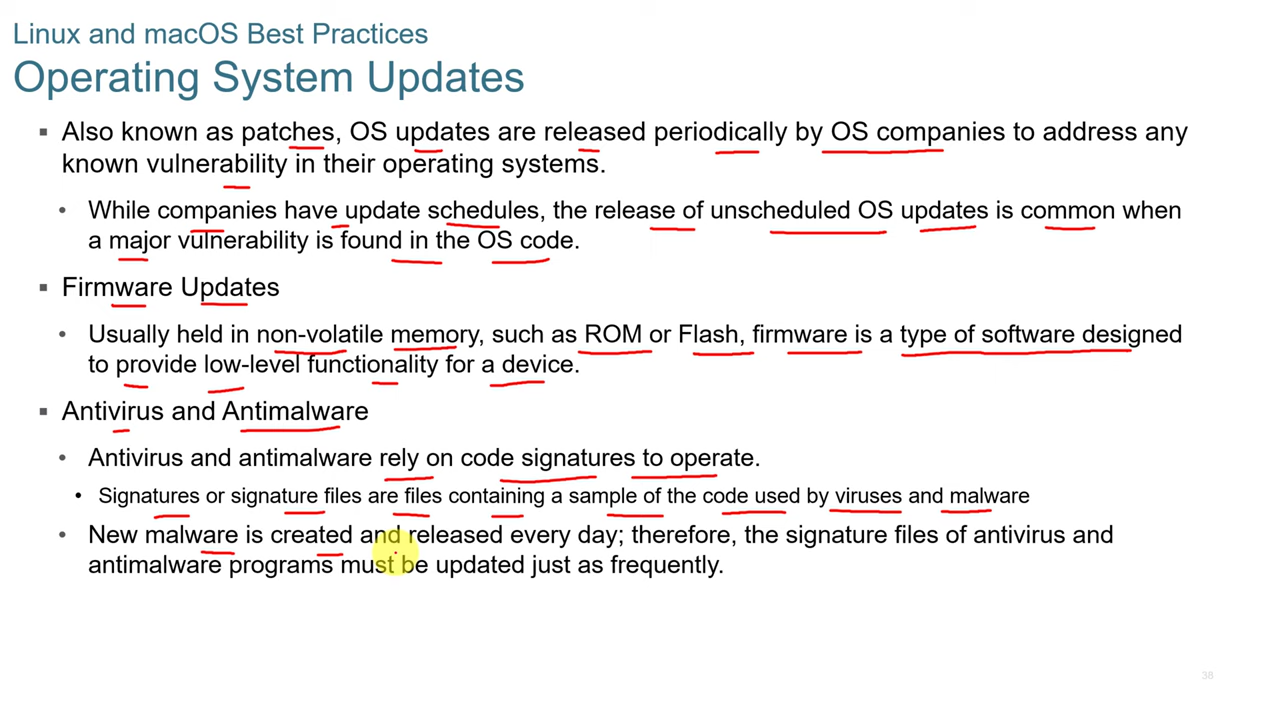 Linux and macOS Best Practices
Operating System Updates
▪ Also known as patches, OS updates are released periodically by OS companies to address any
known vulnerability in their operating systems.
• While companies have update schedules, the release of unscheduled OS updates is common when
a major vulnerability is found in the OS code.
▪ Firmware Updates
• Usually held in non-volatile memory, such as ROM or Flash, firmware is a type of software designed
to provide low-level functionality for a device.
▪ Antivirus and Antimalware
• Antivirus and antimalware rely on code signatures to operate.
• Signatures or signature files are files containing a sample of the code used by viruses and malware
• New malware is created and released every day; therefore, the signature files of antivirus and
antimalware programs must be updated just as frequently.
38